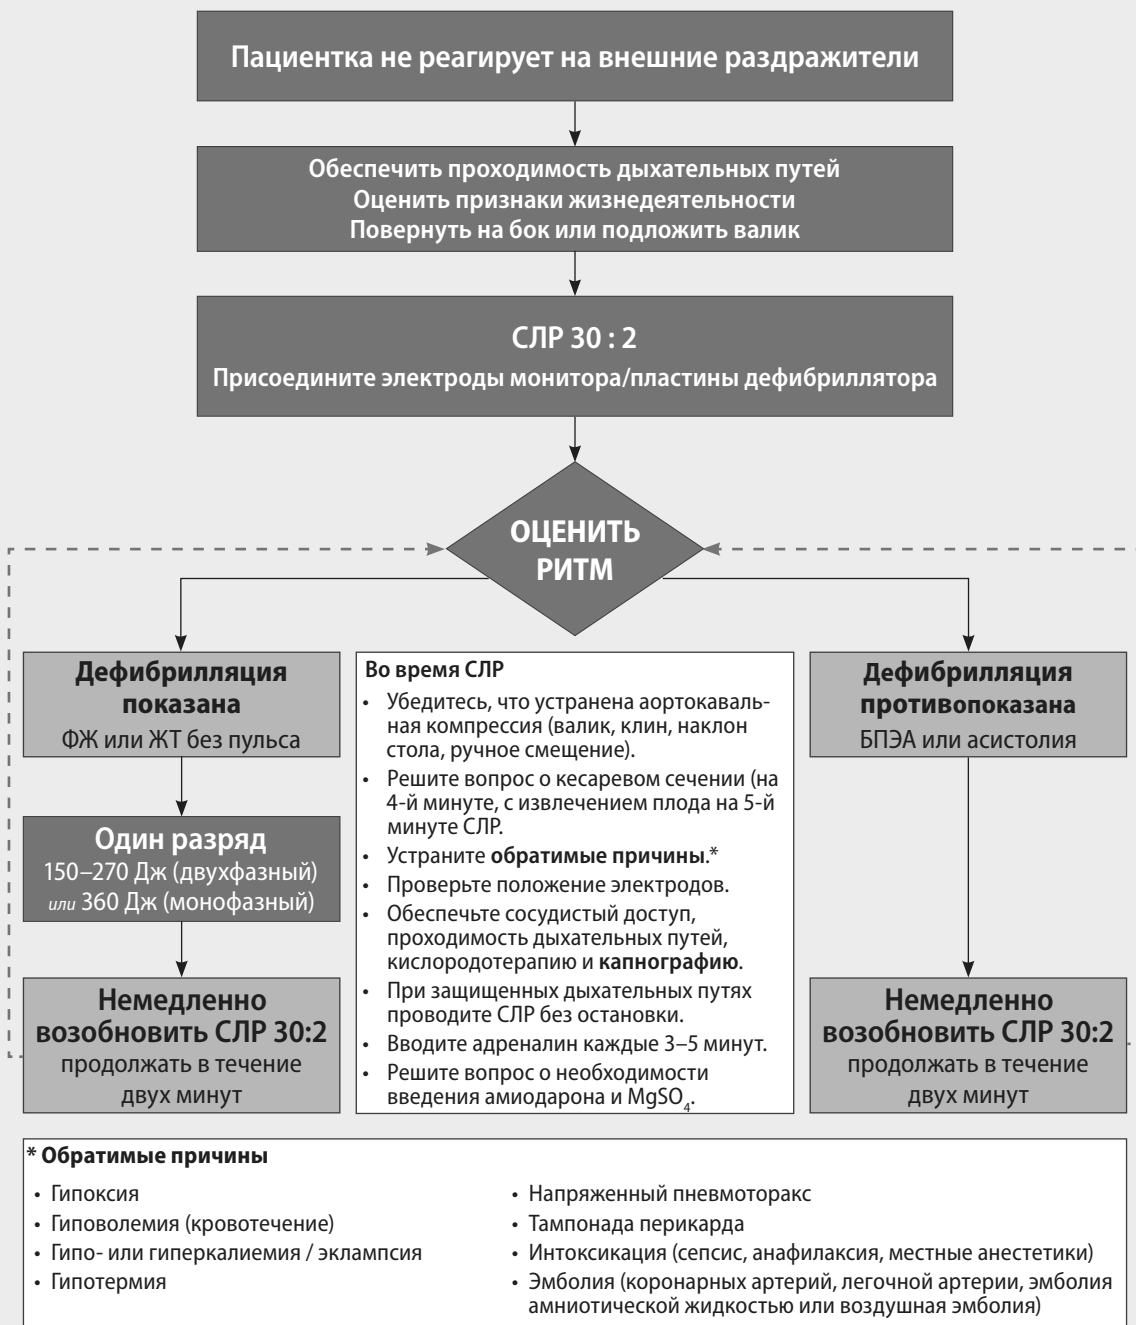 Пациентка не реагирует на внешние раздражители
Обеспечить проходимость дыхательных путей
Оценить признаки жизнедеятельности
Повернуть на бок или подложить валик
СЛР 30 : 2
Присоедините электроды монитора/пластины дефибриллятора
ОЦЕНИТЬ
РИТМ
Дефибрилляция
показана
ФЖ или ЖТ без пульса
Один разряд
150–270 Дж (двухфазный)
или 360 Дж (монофазный)
Немедленно
возобновить СЛР 30:2
продолжать в течение
двух минут
Во время СЛР
• Убедитесь, что устранена аортокаваль-
ная компрессия (валик, клин, наклон
стола, ручное смещение).
• Решите вопрос о кесаревом сечении (на
4-й минуте, с извлечением плода на 5-й
минуте СЛР.
• Устраните обратимые причины.*
• Проверьте положение электродов.
• Обеспечьте сосудистый доступ,
проходимость дыхательных путей,
кислородотерапию и капнографию.
• При защищенных дыхательных путях
проводите СЛР без остановки.
• Вводите адреналин каждые 3–5 минут.
• Решите вопрос о необходимости
введения амиодарона и MgSO₄.
Дефибрилляция
противопоказана
БПЭА или асистолия
Немедленно
возобновить СЛР 30:2
продолжать в течение
двух минут
* Обратимые причины
• Гипоксия
• Гиповолемия (кровотечение)
• Гипо- или гиперкалиемия / эклампсия
• Гипотермия
• Напряженный пневмоторакс
• Тампонада перикарда
• Интоксикация (сепсис, анафилаксия, местные анестетики)
• Эмболия (коронарных артерий, легочной артерии, эмболия
амниотической жидкостью или воздушная эмболия)